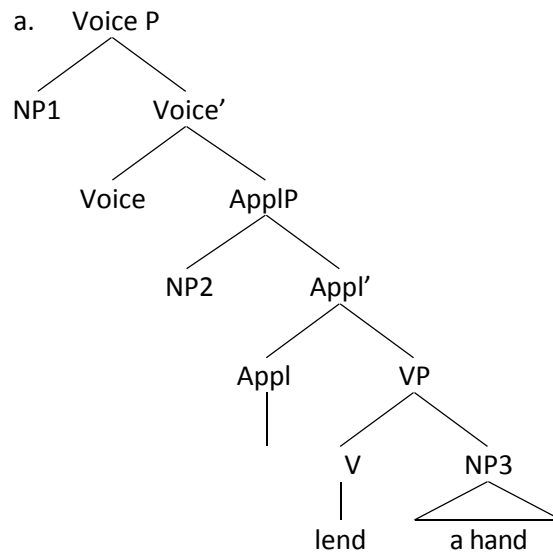 a. Voice P
NP1 Voice’
Voice ApplP
NP2 Appl’
Appl VP
V NP3
lend a hand